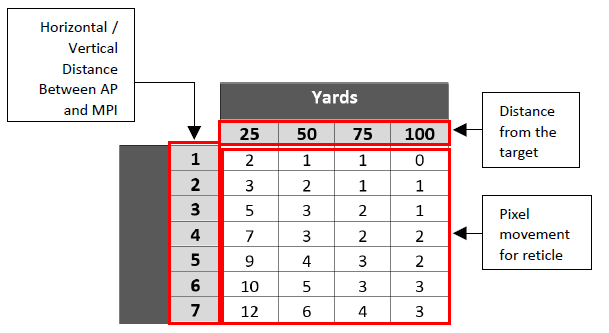 Horizontal /
Vertical
Distance
Between AP
and MPI
Yards
25 50 75 100
Distance
from the
target
1 2 1 1 0
2 3 2 1 1
3 5 3 2 1
4 7 3 2 2
5 9 4 3 2
6 10 5 3 3
7 12 6 4 3
Pixel
movement
for reticle